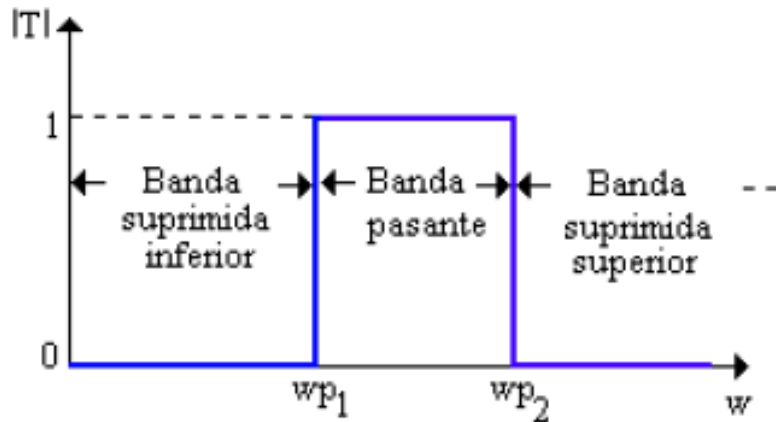 |T|
1
Banda
suprimida
inferior
Banda
pasante
Banda
suprimida
superior
0
wp1
wp2
w